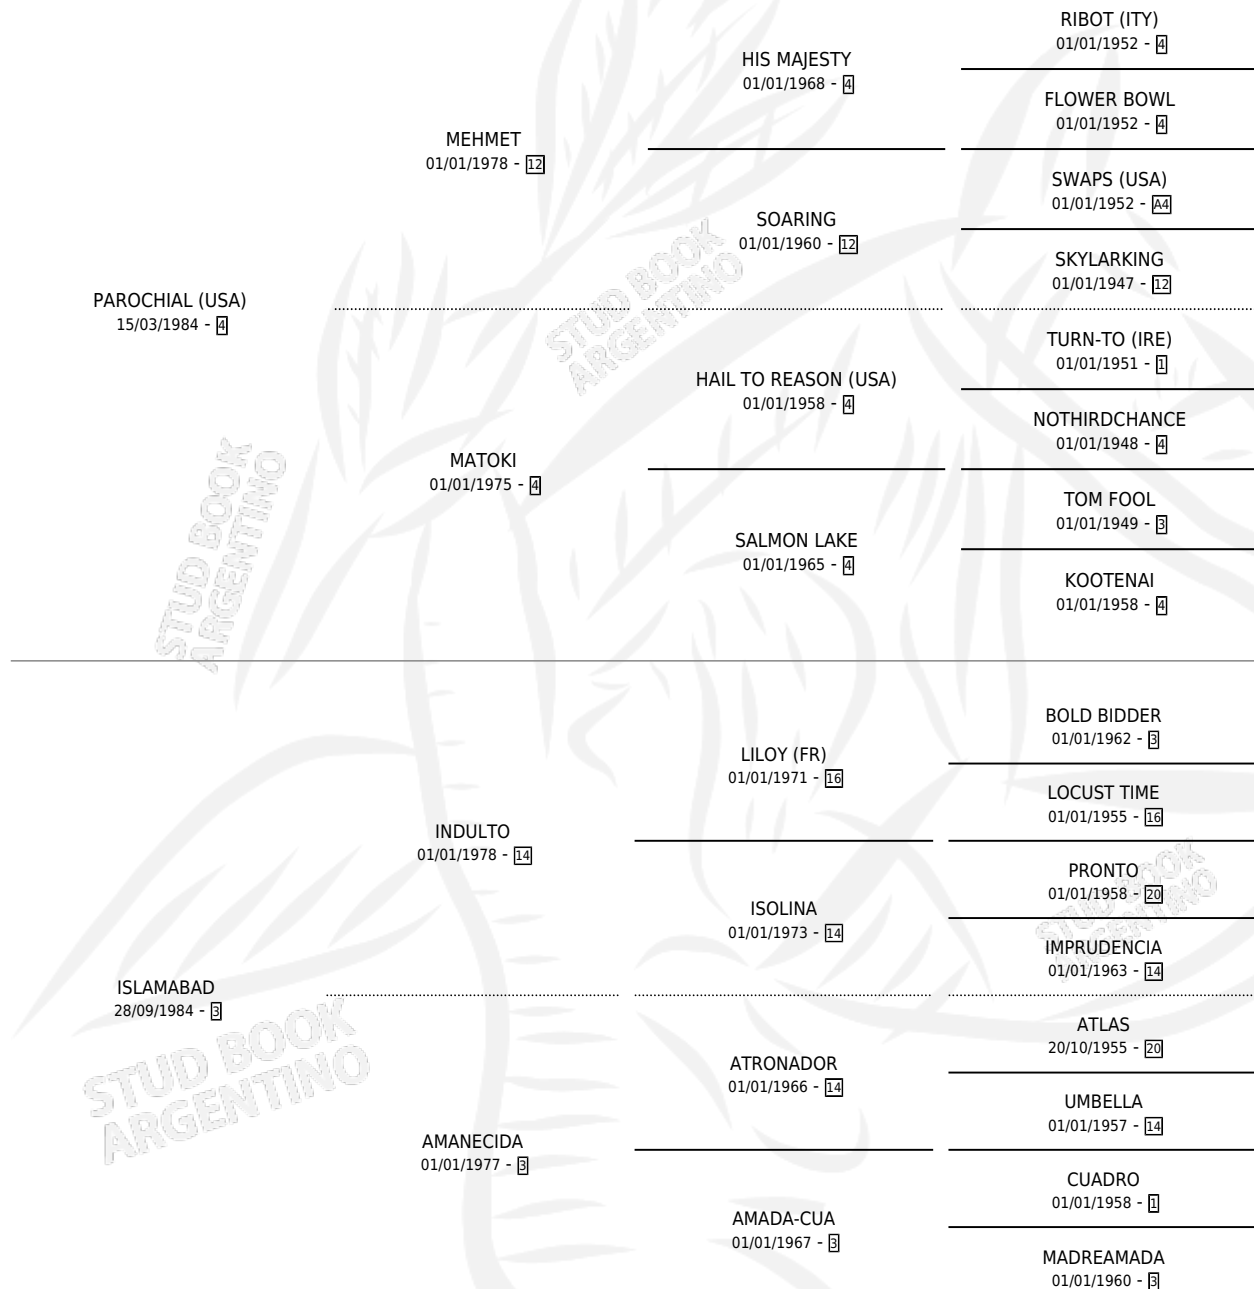 RIBOT (ITY)
01/01/1952 - 4
HIS MAJESTY
01/01/1968 - 4
FLOWER BOWL
01/01/1952 - 4
MEHMET
01/01/1978 - 12
SWAPS (USA)
01/01/1952 - A4
SOARING
01/01/1960 - 12
SKYLARKING
01/01/1947 - 12
PAROCHIAL (USA)
15/03/1984 - 4
TURN-TO (IRE)
01/01/1951 - 1
HAIL TO REASON (USA)
01/01/1958 - 4
NOTHIRDCHANCE
01/01/1948 - 4
MATOKI
01/01/1975 - 4
TOM FOOL
01/01/1949 - 3
SALMON LAKE
01/01/1965 - 4
KOOTENAI
01/01/1958 - 4
BOLD BIDDER
01/01/1962 - 3
LILOY (FR)
01/01/1971 - 16
LOCUST TIME
01/01/1955 - 16
INDULTO
01/01/1978 - 14
PRONTO
01/01/1958 - 20
ISOLINA
01/01/1973 - 14
IMPRUDENCIA
01/01/1963 - 14
ISLAMABAD
28/09/1984 - 3
ATLAS
20/10/1955 - 20
ATRONADOR
01/01/1966 - 14
UMBELLA
01/01/1957 - 14
AMANECIDA
01/01/1977 - 3
CUADRO
01/01/1958 - 1
AMADA-CUA
01/01/1967 - 3
MADREAMADA
01/01/1960 - 3
STUD BOOK
ARGENTINO
STUD BOOK
ARGENTINO
STUD BOOK
ARGENTINO
STUD BOOK
ARGENTINO